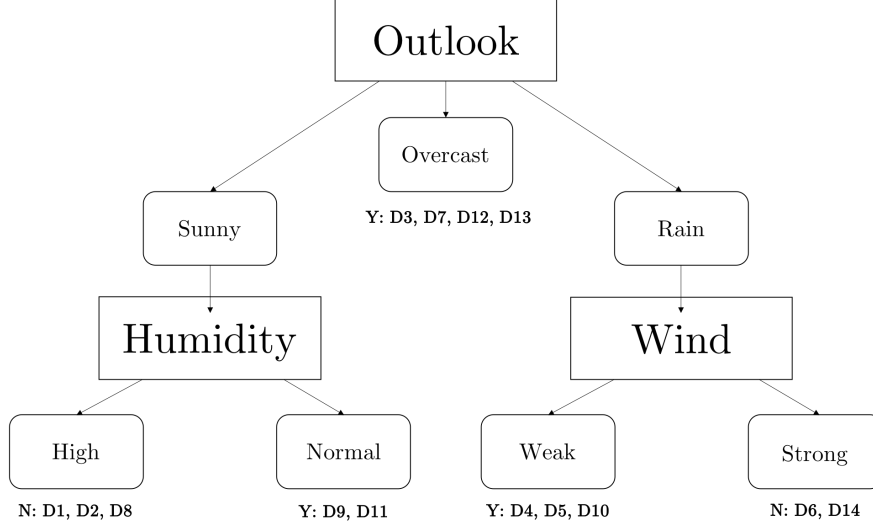 Outlook
Overcast
Y: D3, D7, D12, D13
Sunny
Rain
Humidity
Wind
High
Normal
Weak
Strong
N: D1, D2, D8
Y: D9, D11
Y: D4, D5, D10
N: D6, D14